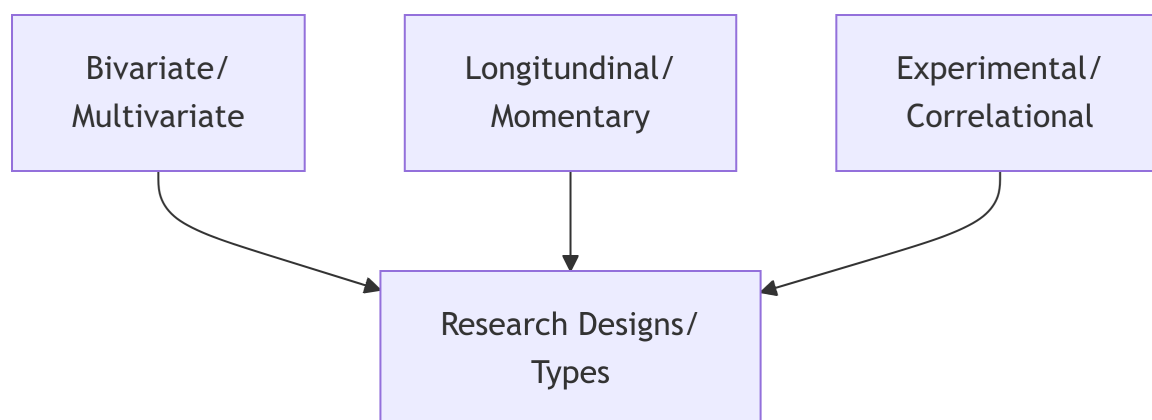 Bivariate/
Multivariate
Longitundinal/
Momentary
Experimental/
Correlational
Research Designs/
Types